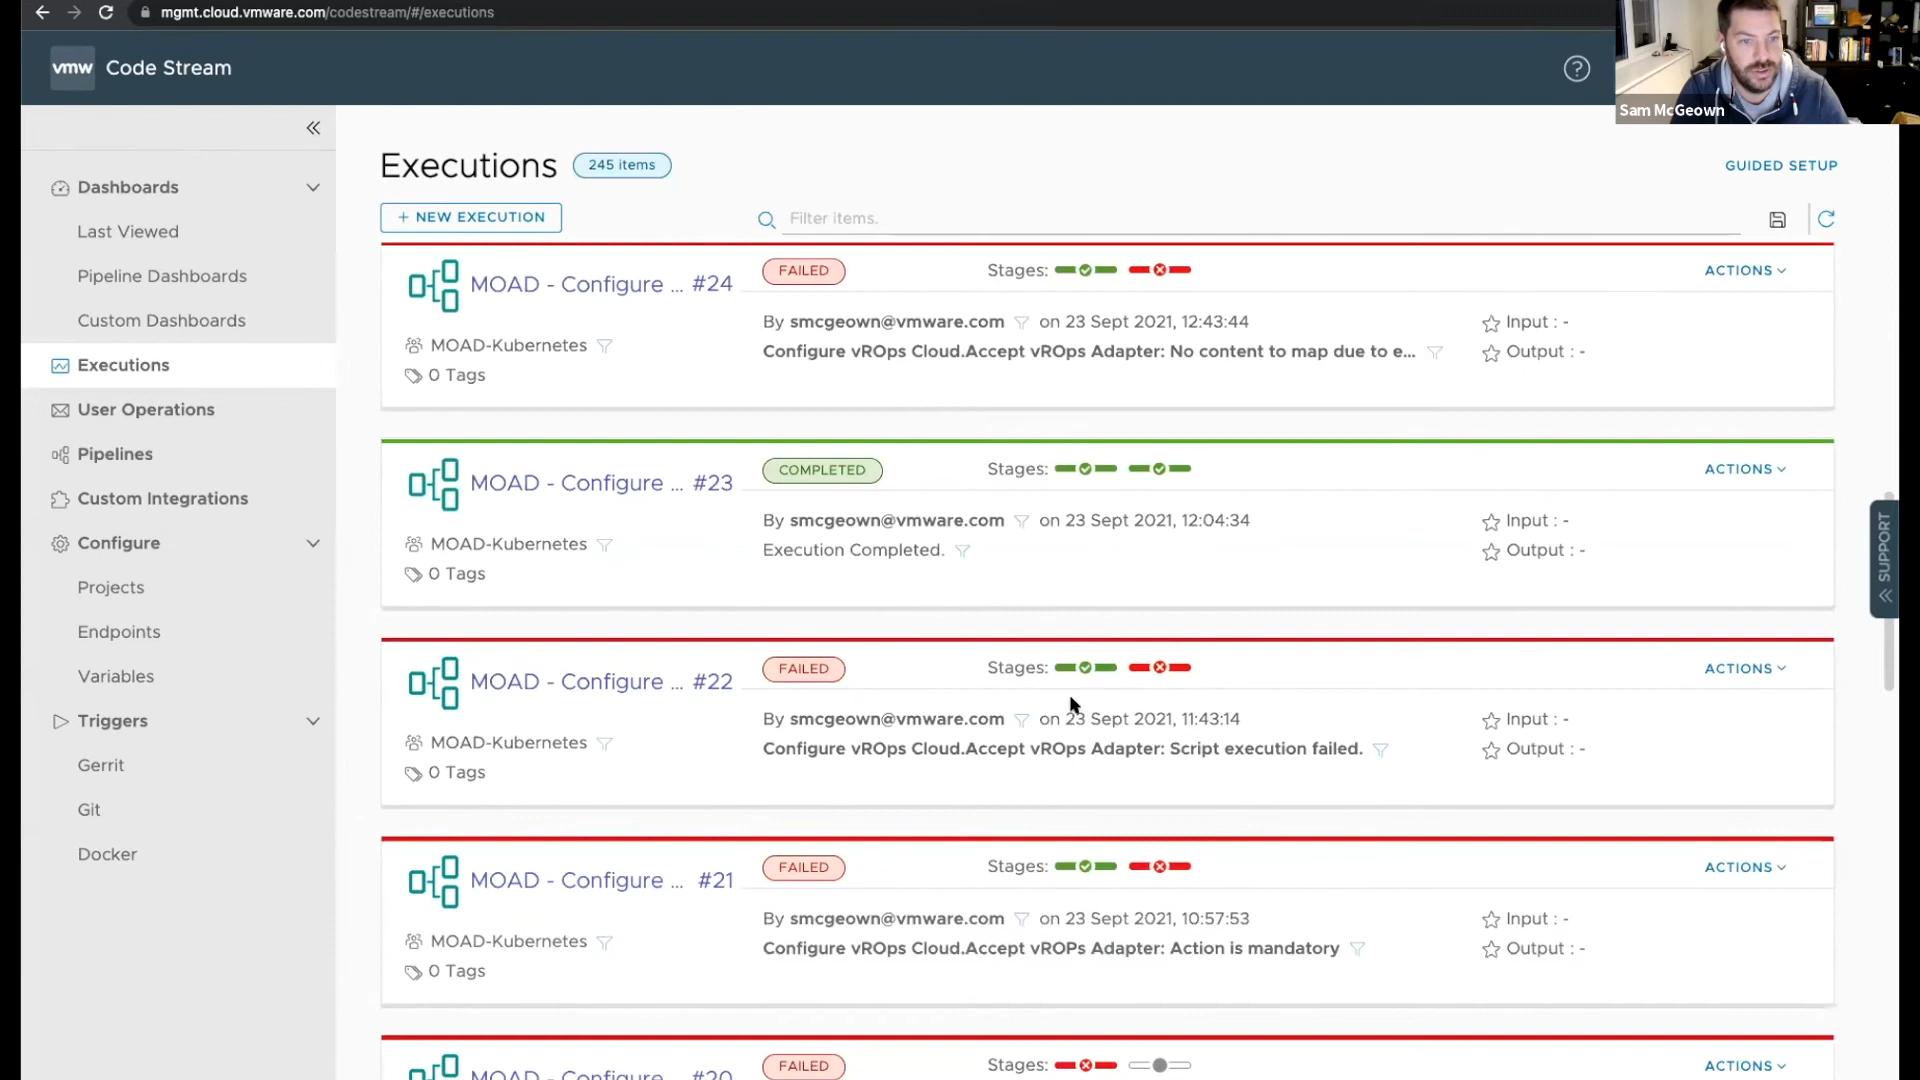 mgmt.cloud.vmware.com/codestream/#/executions
vmw Code Stream
Sam McGeown
Dashboards
Last Viewed
Pipeline Dashboards
Custom Dashboards
Executions
User Operations
Pipelines
Custom Integrations
Configure
Projects
Endpoints
Variables
Triggers
Gerrit
Git
Docker
Executions 245 items
GUIDED SETUP
+ NEW EXECUTION
Filter items.
MOAD - Configure ... #24
FAILED
Stages:
ACTIONS
By smcgeown@vmware.com on 23 Sept 2021, 12:43:44
Input : -
MOAD-Kubernetes
Configure vROps Cloud.Accept vROps Adapter: No content to map due to e...
Output : -
0 Tags
MOAD - Configure ... #23
COMPLETED
Stages:
ACTIONS
By smcgeown@vmware.com on 23 Sept 2021, 12:04:34
Input : -
MOAD-Kubernetes
Execution Completed.
Output : -
0 Tags
SUPPORT
MOAD - Configure ... #22
FAILED
Stages:
ACTIONS
By smcgeown@vmware.com on 23 Sept 2021, 11:43:14
Input : -
MOAD-Kubernetes
Configure vROps Cloud.Accept vROps Adapter: Script execution failed.
Output : -
0 Tags
MOAD - Configure ... #21
FAILED
Stages:
ACTIONS
By smcgeown@vmware.com on 23 Sept 2021, 10:57:53
Input : -
MOAD-Kubernetes
Configure vROps Cloud.Accept vROPs Adapter: Action is mandatory
Output : -
0 Tags
MOAD - Configure ... #20
FAILED
Stages:
ACTIONS